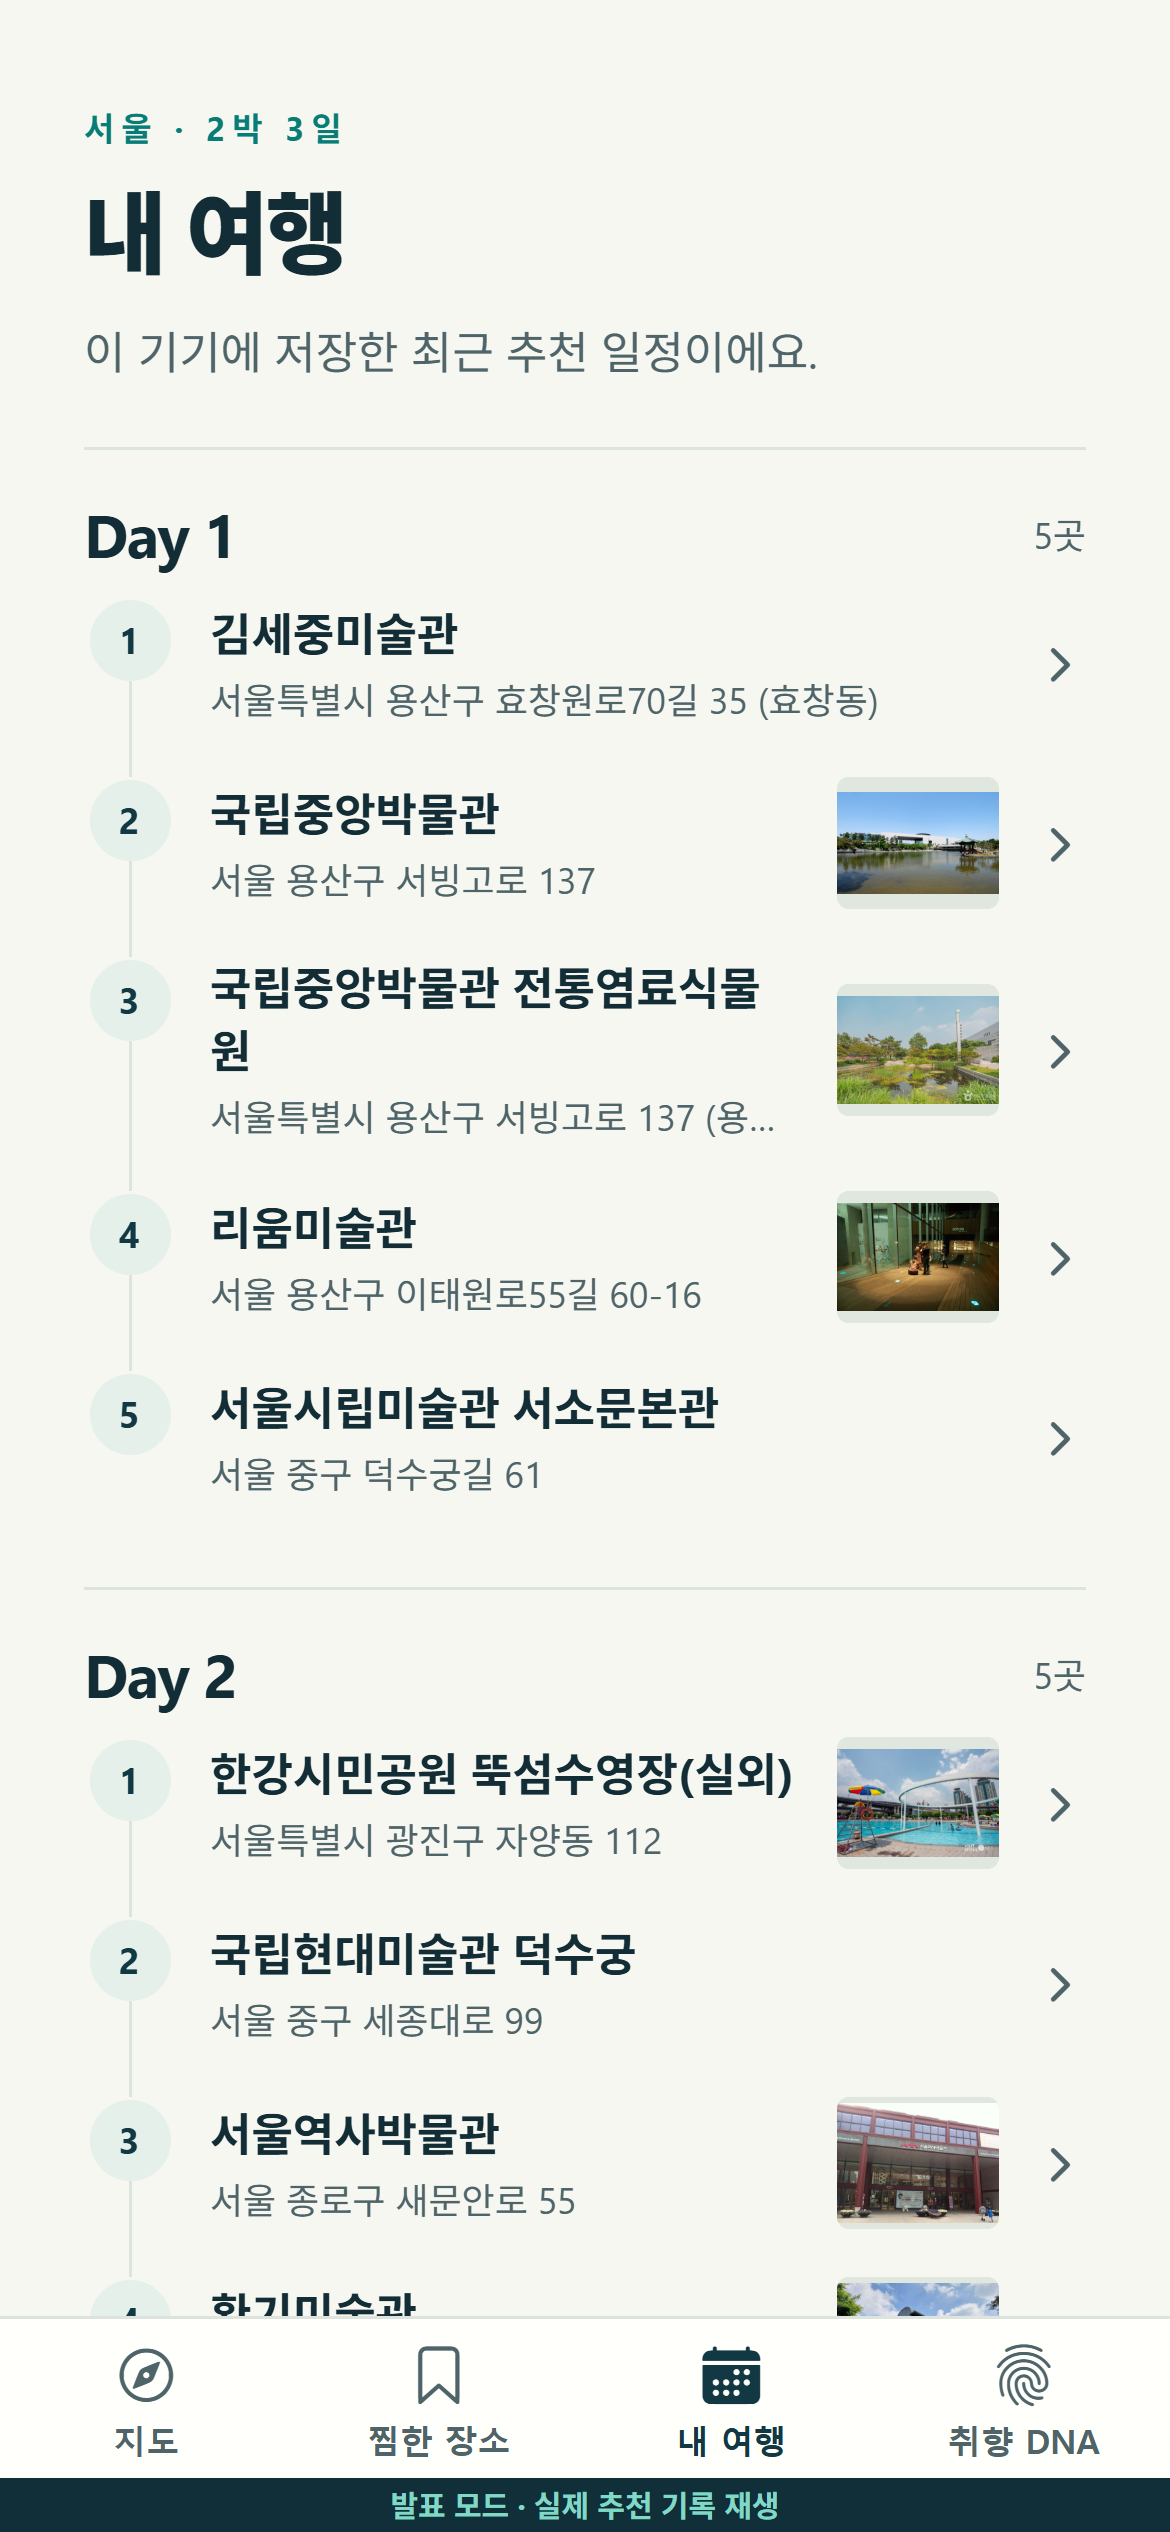 서울 · 2박 3일
내 여행
이 기기에 저장한 최근 추천 일정이에요.
Day 1
5곳
1
김세중미술관
서울특별시 용산구 효창원로70길 35 (효창동)
2
국립중앙박물관
서울 용산구 서빙고로 137
3
국립중앙박물관 전통염료식물
원
서울특별시 용산구 서빙고로 137 (용...
4
리움미술관
서울 용산구 이태원로55길 60-16
5
서울시립미술관 서소문본관
서울 중구 덕수궁길 61
Day 2
5곳
1
한강시민공원 뚝섬수영장(실외)
서울특별시 광진구 자양동 112
2
국립현대미술관 덕수궁
서울 중구 세종대로 99
3
서울역사박물관
서울 종로구 새문안로 55
4
환기미술관
지도
찜한 장소
내 여행
취향 DNA
발표 모드 · 실제 추천 기록 재생